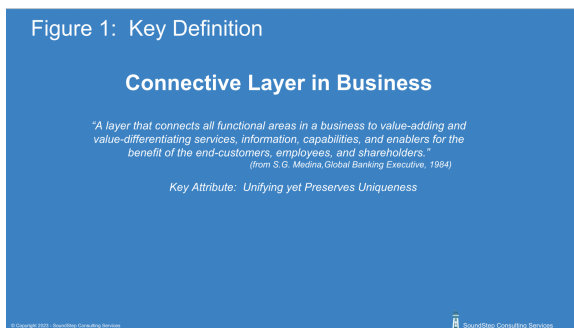 Figure 1:  Key Definition
Connective Layer in Business
“A layer that connects all functional areas in a business to value-adding and
value-differentiating services, information, capabilities, and enablers for the
benefit of the end-customers, employees, and shareholders.”
(from S.G. Medina,Global Banking Executive, 1984)
Key Attribute:  Unifying yet Preserves Uniqueness
© Copyright 2023 - SoundStep Consulting Services
SoundStep Consulting Services